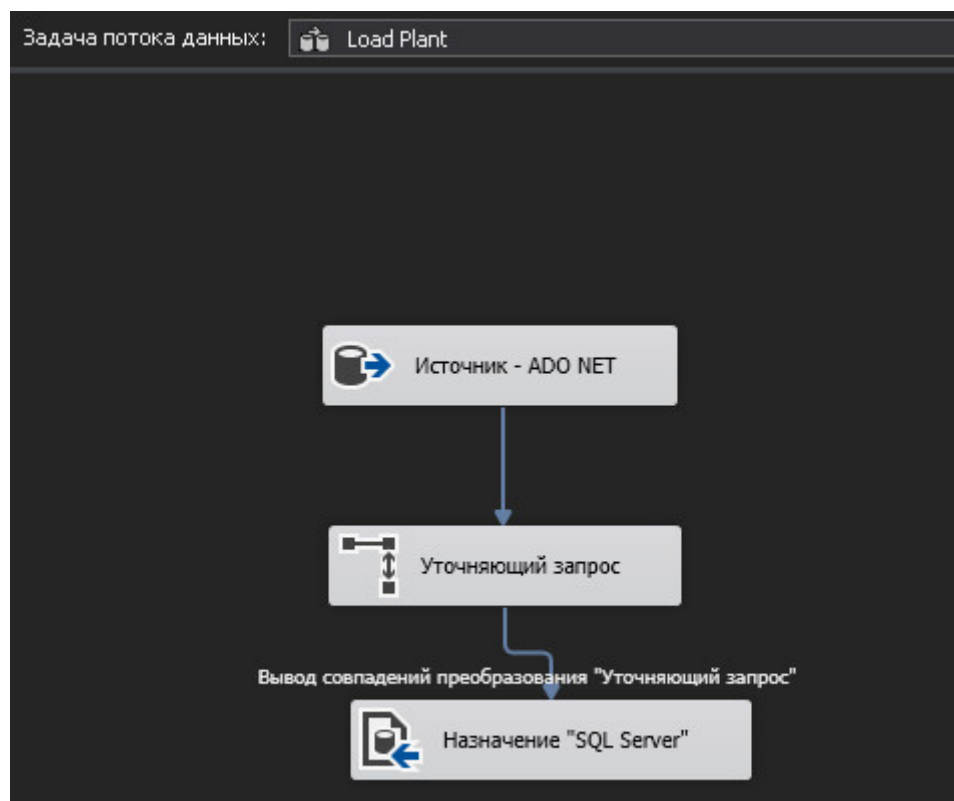 Задача потока данных: Load Plant
Источник - ADO NET
Уточняющий запрос
Вывод совпадений преобразования "Уточняющий запрос"
Назначение "SQL Server"